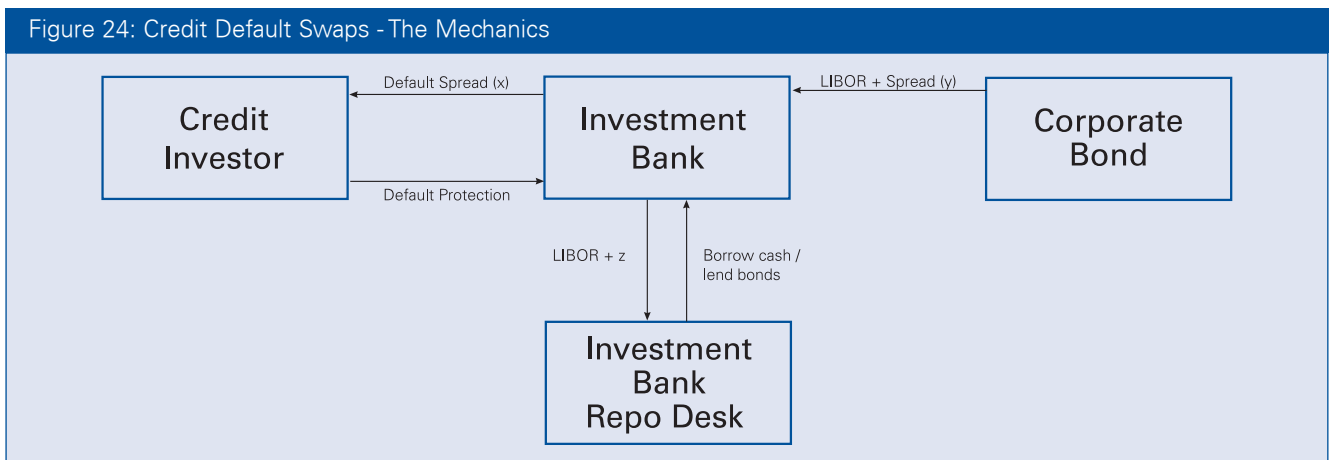 Figure 24: Credit Default Swaps - The Mechanics
Default Spread (x)
LIBOR + Spread (y)
Credit
Investor
Investment
Bank
Corporate
Bond
Default Protection
LIBOR + z
Borrow cash /
lend bonds
Investment
Bank
Repo Desk